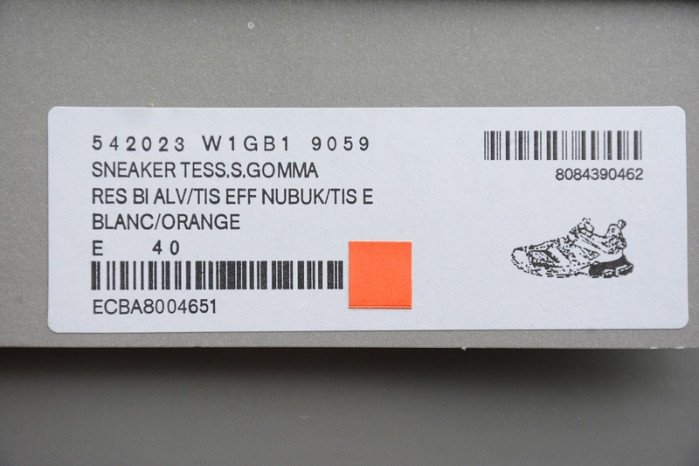 542023 W1GB1 9059
8084390462
SNEAKER TESS.S.GOMMA
RES BI ALV/TIS EFF NUBUK/TIS E
BLANC/ORANGE
E 40
ECBA8004651